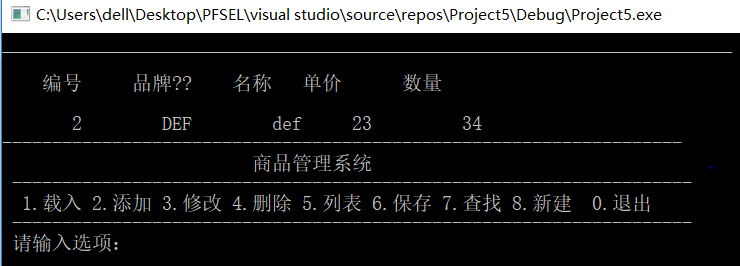 C:\Users\dell\Desktop\PFSEL\visual studio\source\repos\Project5\Debug\Project5.exe
编号 品牌?? 名称 单价 数量
2 DEF def 23 34
商品管理系统
1.载入 2.添加 3.修改 4.删除 5.列表 6.保存 7.查找 8.新建 0.退出
请输入选项: